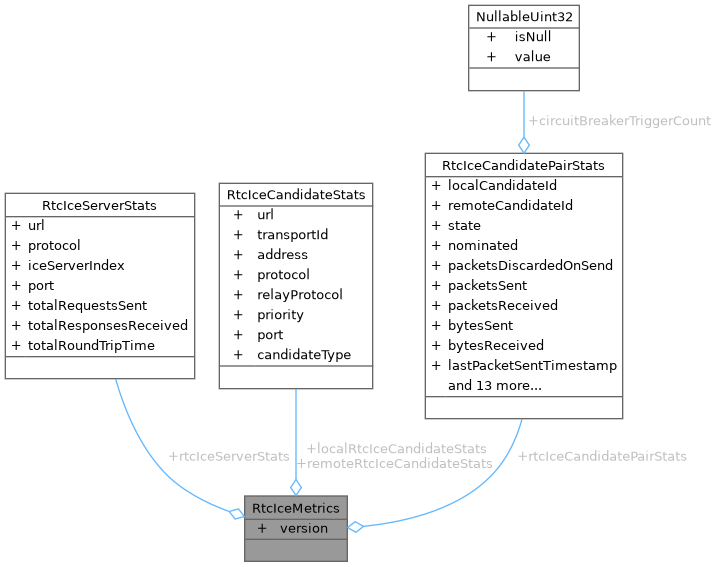 NullableUint32
+ isNull
+ value
+circuitBreakerTriggerCount
RtcIceCandidatePairStats
+ localCandidateId
+ remoteCandidateId
+ state
+ nominated
+ packetsDiscardedOnSend
+ packetsSent
+ packetsReceived
+ bytesSent
+ bytesReceived
+ lastPacketSentTimestamp
and 13 more...
RtcIceCandidateStats
+ url
+ transportId
+ address
+ protocol
+ relayProtocol
+ priority
+ port
+ candidateType
RtcIceServerStats
+ url
+ protocol
+ iceServerIndex
+ port
+ totalRequestsSent
+ totalResponsesReceived
+ totalRoundTripTime
+rtcIceServerStats
+localRtcIceCandidateStats
+remoteRtcIceCandidateStats
+rtcIceCandidatePairStats
RtcIceMetrics
+ version